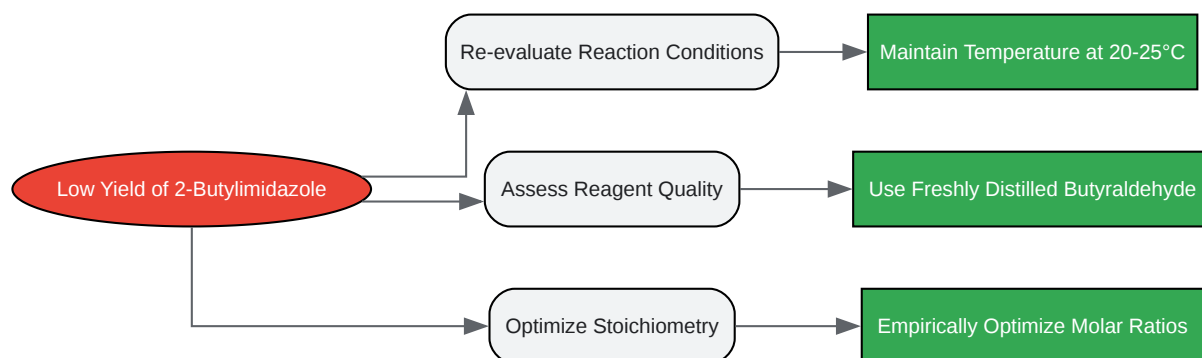 Re-evaluate Reaction Conditions
Maintain Temperature at 20-25°C
Low Yield of 2-Butylimidazole
Assess Reagent Quality
Use Freshly Distilled Butyraldehyde
Optimize Stoichiometry
Empirically Optimize Molar Ratios